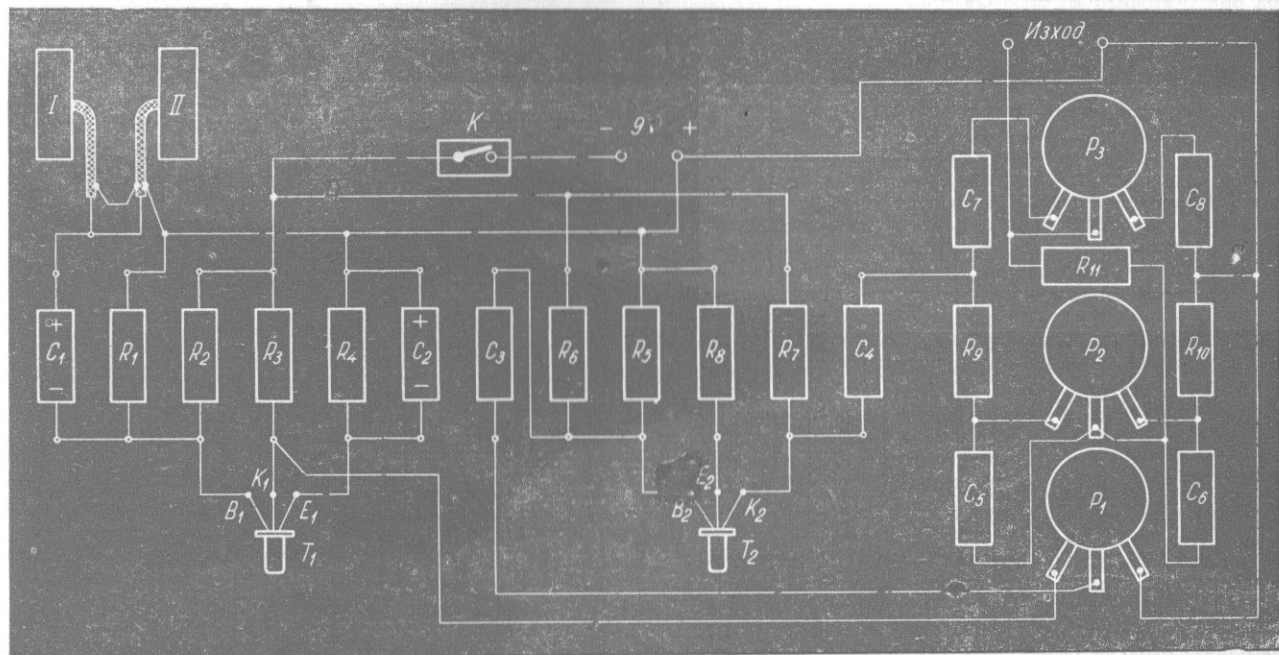 Изход
I II
K - 9V +
P₃
C₇ C₈
R₁₁
+ +
C₁ R₁ R₂ R₃ R₄ C₂ C₃ R₆ R₅ R₈ R₇ C₄ R₉ P₂ R₁₀
- -
K₁ E₂
B₁ E₁ B₂ K₂ C₅ P₁ C₆
T₁ T₂